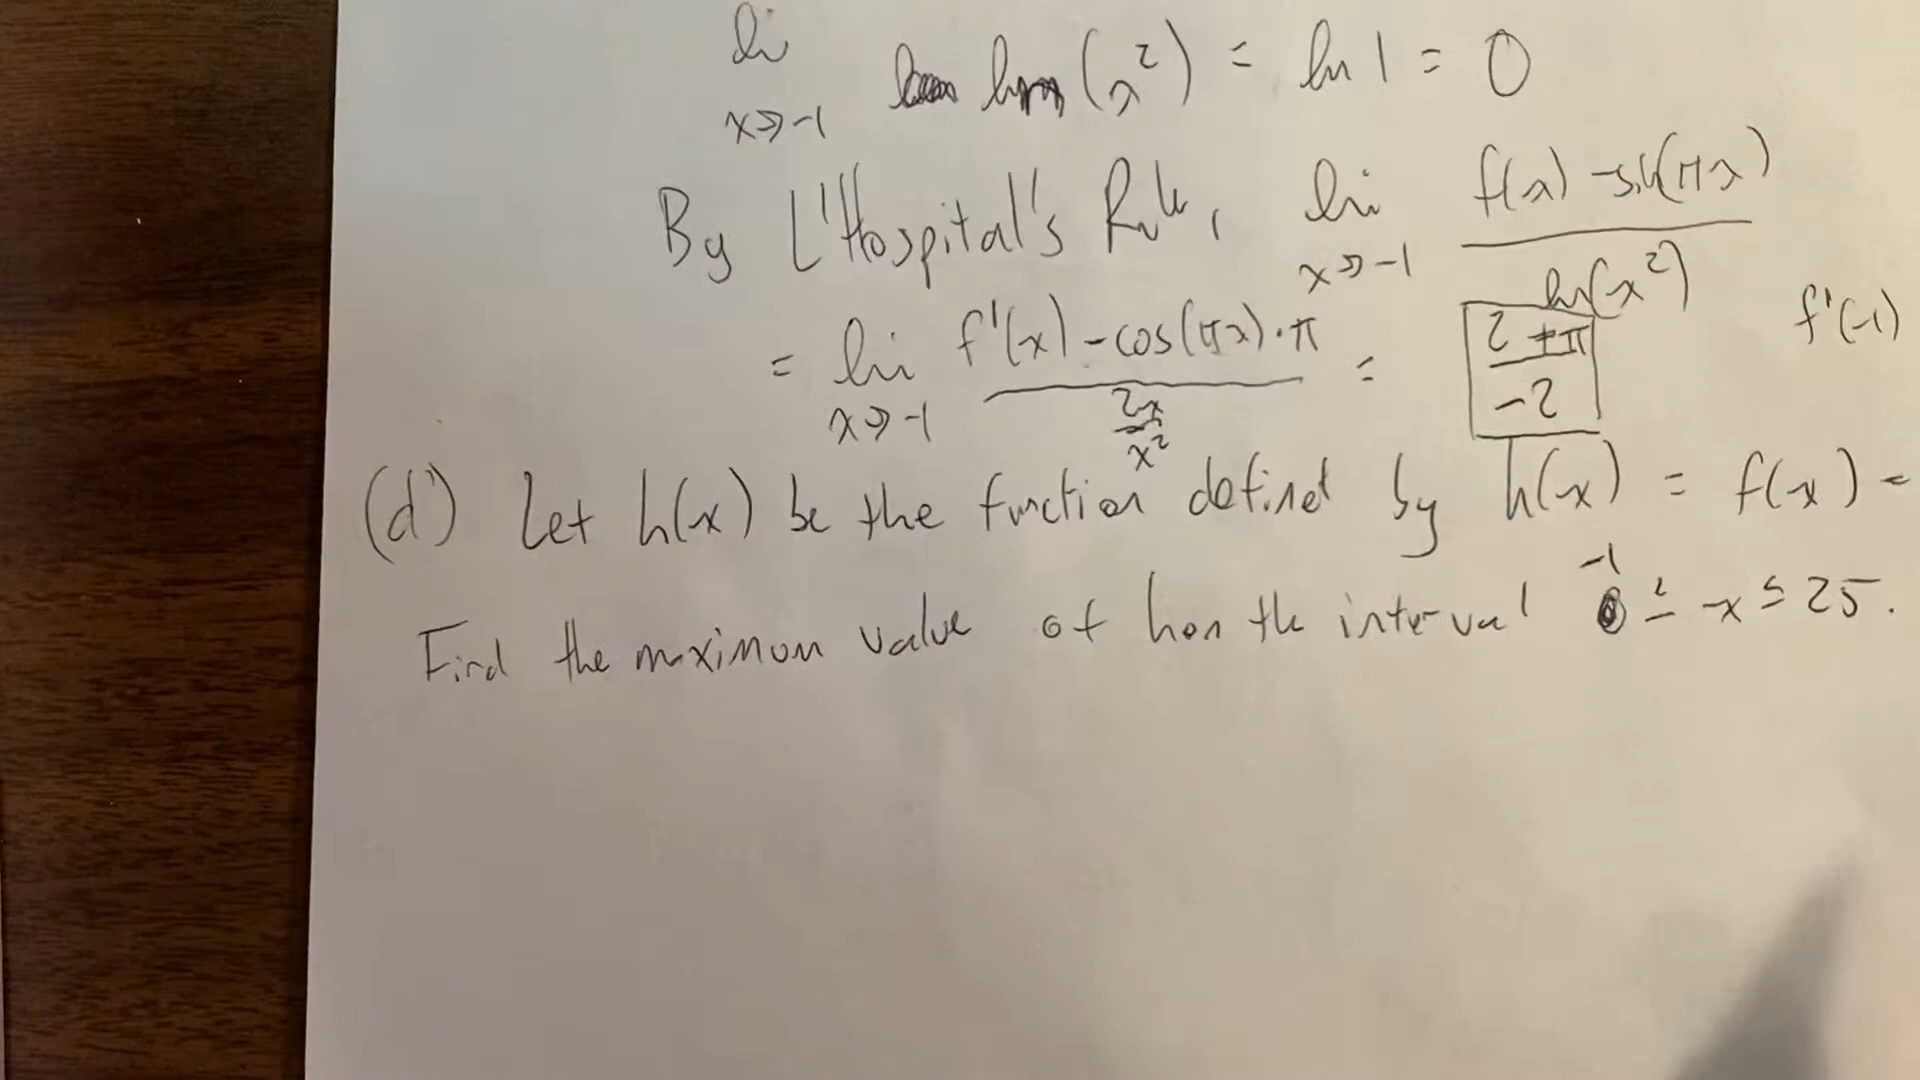 lim ln(x²) = ln 1 = 0
x→-1
By L'Hospital's Rule, lim f(x) - sin(πx)
x→-1 ln(x²)
= lim f'(x) - cos(πx)·π = 2 + π f'(-1)
x→-1 2x -2
x²
(d) Let h(x) be the function defined by h(x) = f(x) -
Find the maximum value of h on the interval -1 ≤ x ≤ 25.